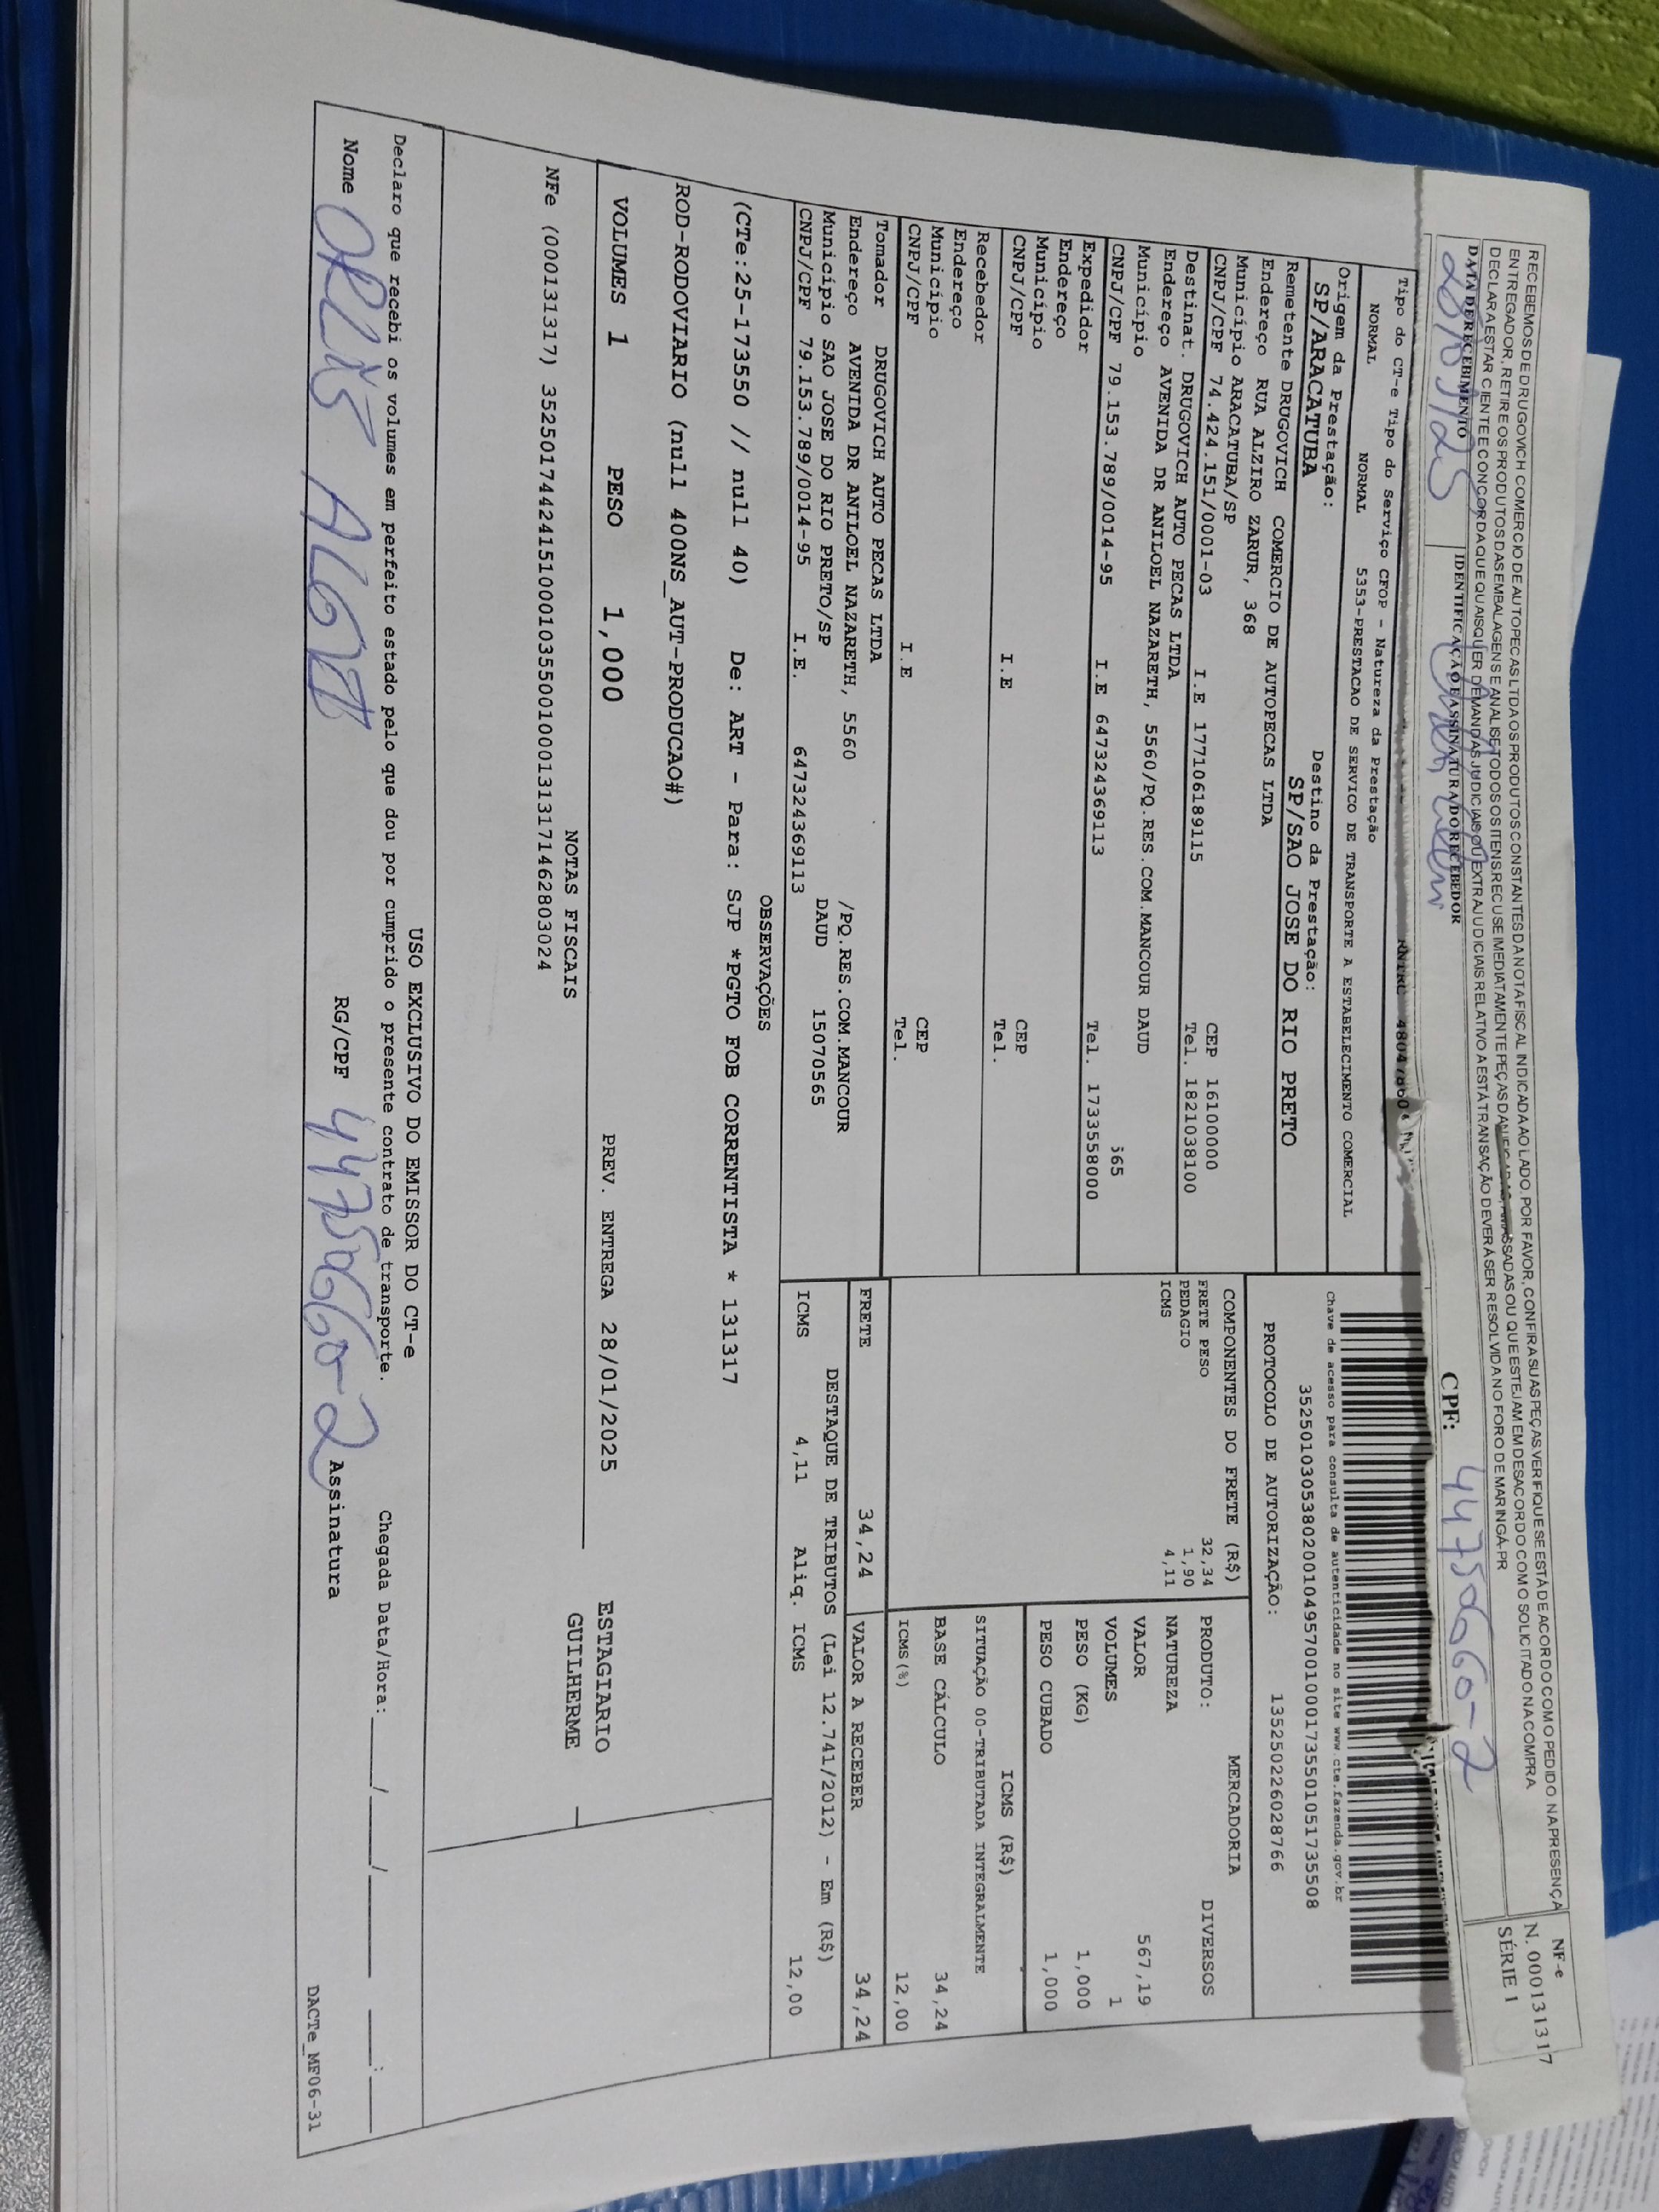 RECEBEMOS DE DRUGOVICH COMERCIO DE AUTOPECAS LTDA OS PRODUTOS CONSTANTES DA NOTA FISCAL INDICADA AO LADO. POR FAVOR, CONFIRA SUAS PEÇAS, VERIFIQUE SE ESTÁ DE ACORDO COM O PEDIDO NA PRESENÇA
ENTREGADOR, RETIRE OS PRODUTOS DAS EMBALAGENS E ANALISE TODOS OS ITENS, RECUSE IMEDIATAMENTE PEÇAS DANIFICADAS, AMASSADAS OU QUE ESTEJAM EM DESACORDO COM O SOLICITADO NA COMPRA
DECLARA ESTAR CIENTE E CONCORDA QUE QUAISQUER DEMANDAS JUDICIAIS OU EXTRAJUDICIAIS RELATIVO A ESTÁ TRANSAÇÃO DEVERÁ SER RESOLVIDA NO FORO DE MARINGÁ-PR
NF-e
N. 000131317
SÉRIE 1
DATA DE RECEBIMENTO
IDENTIFICAÇÃO E ASSINATURA DO RECEBEDOR
CPF: 44750660-2
Tipo do CT-e Tipo do Serviço CFOP - Natureza da Prestação
NORMAL NORMAL 5353-PRESTACAO DE SERVICO DE TRANSPORTE A ESTABELECIMENTO COMERCIAL
Origem da Prestação: Destino da Prestação:
SP/ARACATUBA SP/SAO JOSE DO RIO PRETO
Chave de acesso para consulta de autenticidade no site www.cte.fazenda.gov.br
PROTOCOLO DE AUTORIZAÇÃO: 135250226028766
Remetente DRUGOVICH COMERCIO DE AUTOPECAS LTDA
Endereço RUA ALZIRO ZARUR, 368
Município ARACATUBA/SP CEP 16100000
CNPJ/CPF 74.424.151/0001-03 I.E 177106189115 Tel. 1821038100
Destinat. DRUGOVICH AUTO PECAS LTDA
Endereço AVENIDA DR ANILOEL NAZARETH, 5560/PQ.RES.COM.MANCOUR DAUD
Município 565
CNPJ/CPF 79.153.789/0014-95 I.E 647324369113 Tel. 1733558000
Expedidor
Endereço
Município CEP
CNPJ/CPF I.E Tel.
Recebedor
Endereço
Município CEP
CNPJ/CPF I.E Tel.
COMPONENTES DO FRETE (R$)
FRETE PESO 32,34
PEDAGIO 1,90
ICMS 4,11
MERCADORIA
PRODUTO: DIVERSOS
NATUREZA
VALOR 567,19
VOLUMES 1
PESO (KG) 1,000
PESO CUBADO 1,000
ICMS (R$)
SITUAÇÃO 00-TRIBUTADA INTEGRALMENTE
BASE CÁLCULO 34,24
ICMS(%) 12,00
Tomador DRUGOVICH AUTO PECAS LTDA
Endereço AVENIDA DR ANILOEL NAZARETH, 5560 /PQ.RES.COM.MANCOUR
Município SAO JOSE DO RIO PRETO/SP DAUD 15070565
CNPJ/CPF 79.153.789/0014-95 I.E. 647324369113
FRETE 34,24 VALOR A RECEBER 34,24
DESTAQUE DE TRIBUTOS (Lei 12.741/2012) - Em (R$)
ICMS 4,11 Aliq. ICMS 12,00
OBSERVAÇÕES
(CTe:25-173550 // null 40) De: ART - Para: SJP *PGTO FOB CORRENTISTA * 131317
ROD-RODOVIARIO (null 400NS_AUT-PRODUCAO#)
VOLUMES 1 PESO 1,000 PREV. ENTREGA 28/01/2025
ESTAGIARIO
GUILHERME
NOTAS FISCAIS
NFe (000131317) 35250174424151000103550010001313171462803024
USO EXCLUSIVO DO EMISSOR DO CT-e
Declaro que recebi os volumes em perfeito estado pelo que dou por cumprido o presente contrato de transporte. Chegada Data/Hora:___/___/______ ___:___
Nome RG/CPF 44750660-2 Assinatura
DACTe_MF06-31